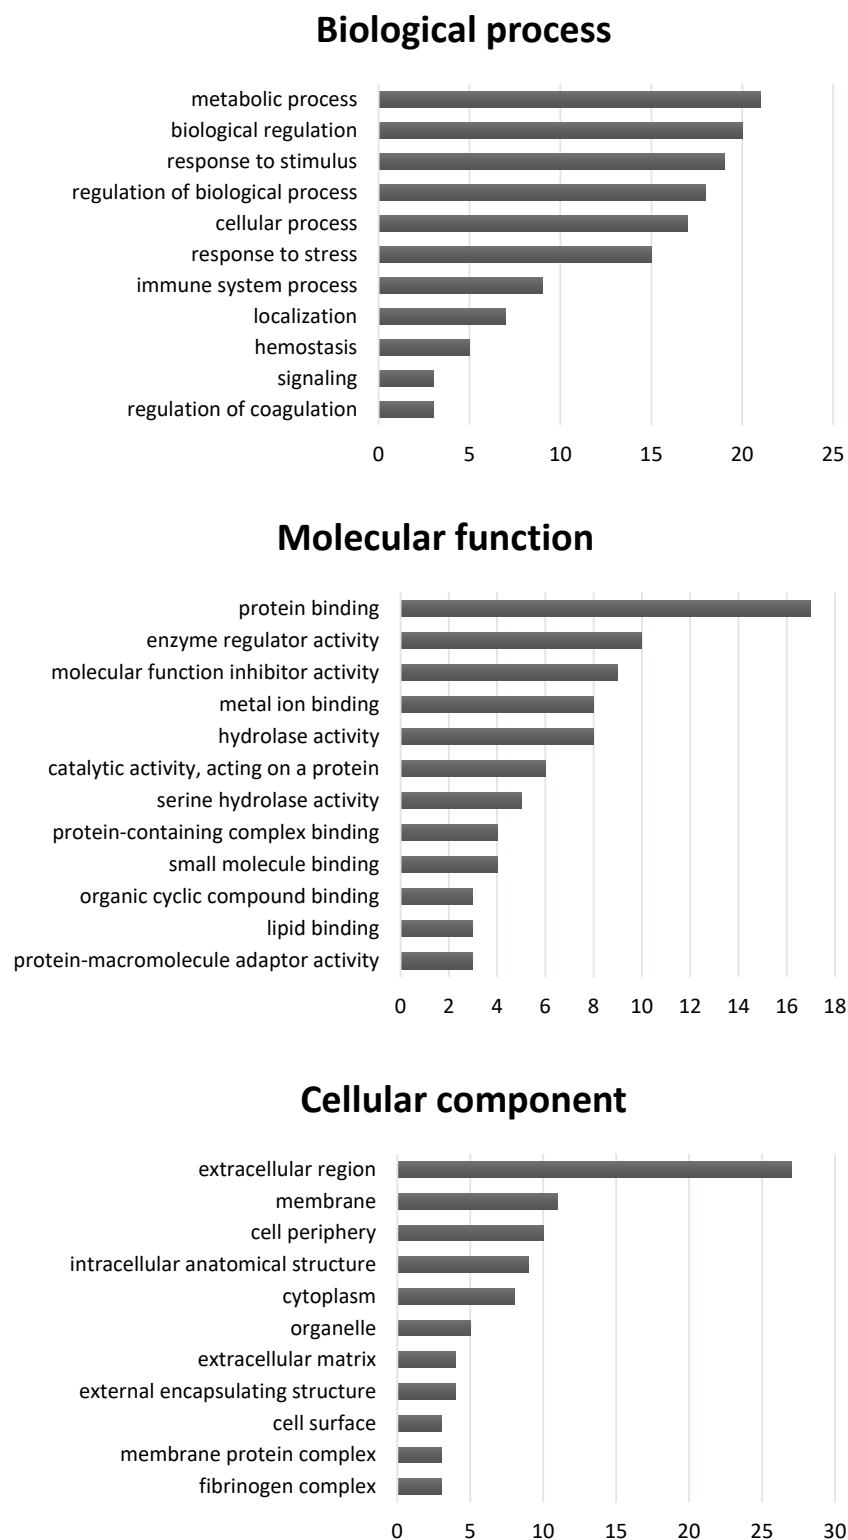 Biological process
metabolic process
biological regulation
response to stimulus
regulation of biological process
cellular process
response to stress
immune system process
localization
hemostasis
signaling
regulation of coagulation
0 5 10 15 20 25
Molecular function
protein binding
enzyme regulator activity
molecular function inhibitor activity
metal ion binding
hydrolase activity
catalytic activity, acting on a protein
serine hydrolase activity
protein-containing complex binding
small molecule binding
organic cyclic compound binding
lipid binding
protein-macromolecule adaptor activity
0 2 4 6 8 10 12 14 16 18
Cellular component
extracellular region
membrane
cell periphery
intracellular anatomical structure
cytoplasm
organelle
extracellular matrix
external encapsulating structure
cell surface
membrane protein complex
fibrinogen complex
0 5 10 15 20 25 30